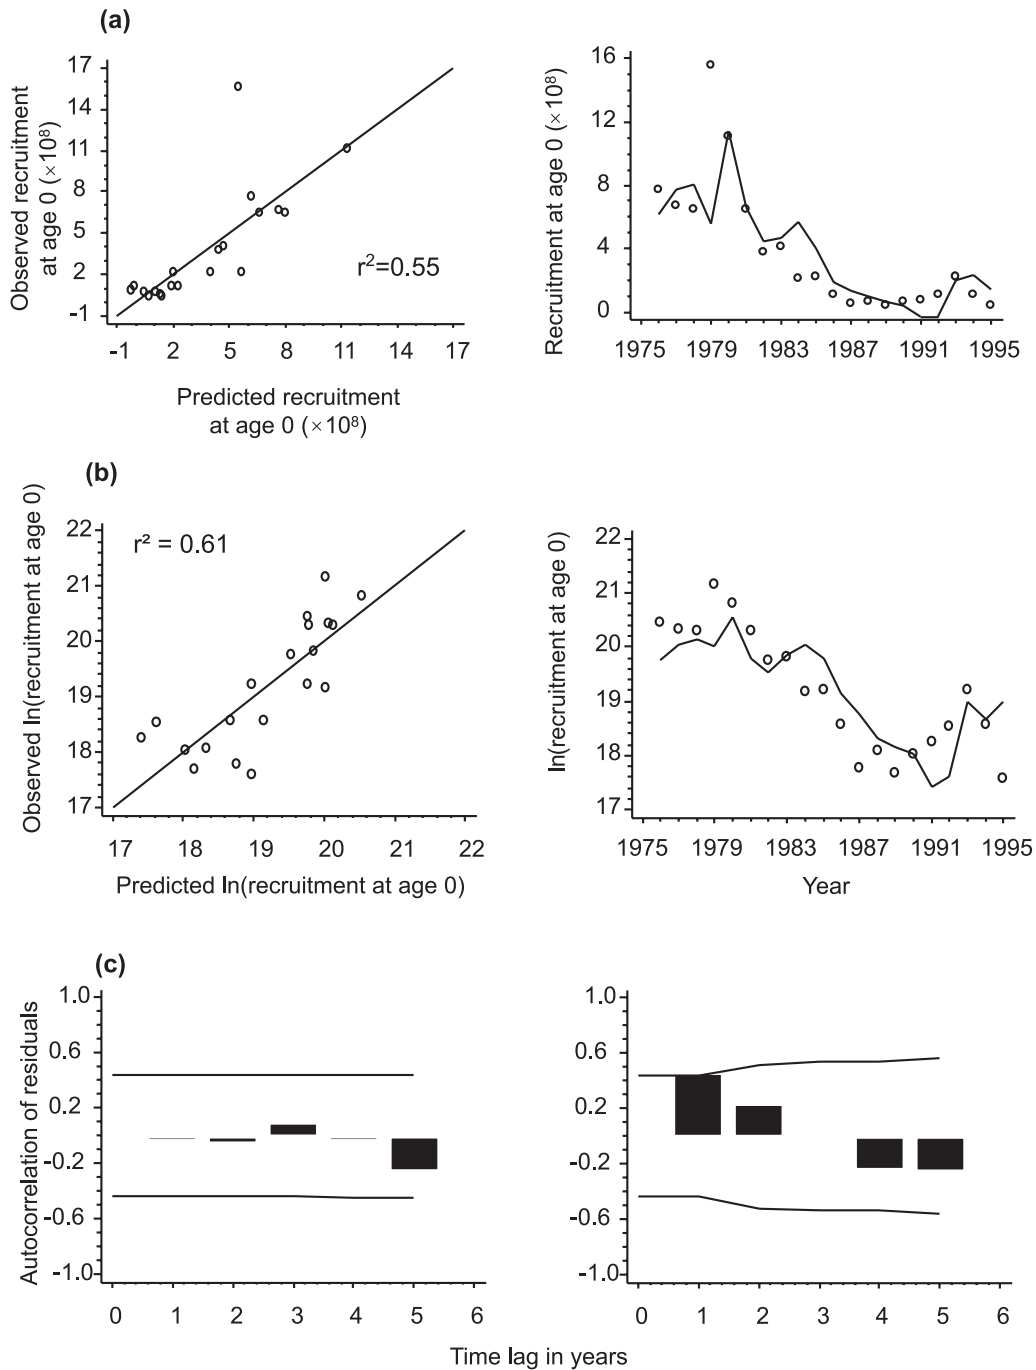 (a)
Observed recruitment
at age 0 (×10⁸)
17
14
11
8
5
2
-1
r²=0.55
-1 2 5 8 11 14 17
Predicted recruitment
at age 0 (×10⁸)
Recruitment at age 0 (×10⁸)
16
12
8
4
0
1975 1979 1983 1987 1991 1995
(b)
Observed ln(recruitment at age 0)
22
21
20
19
18
17
r² = 0.61
17 18 19 20 21 22
Predicted ln(recruitment at age 0)
ln(recruitment at age 0)
22
21
20
19
18
17
1975 1979 1983 1987 1991 1995
Year
(c)
Autocorrelation of residuals
1.0
0.6
0.2
-0.2
-0.6
-1.0
0 1 2 3 4 5 6
1.0
0.6
0.2
-0.2
-0.6
-1.0
0 1 2 3 4 5 6
Time lag in years